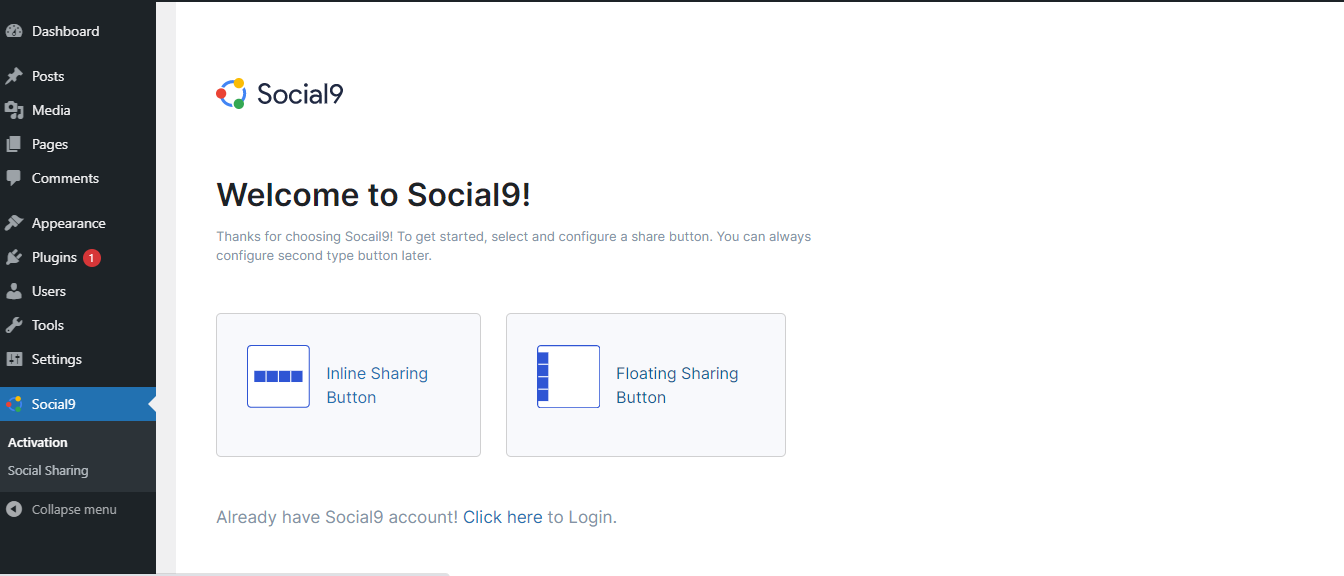 Dashboard
Posts
Media
Pages
Comments
Appearance
Plugins 1
Users
Tools
Settings
Social9
Activation
Social Sharing
Collapse menu
Social9
Welcome to Social9!
Thanks for choosing Socail9! To get started, select and configure a share button. You can always
configure second type button later.
Inline Sharing
Button
Floating Sharing
Button
Already have Social9 account! Click here to Login.